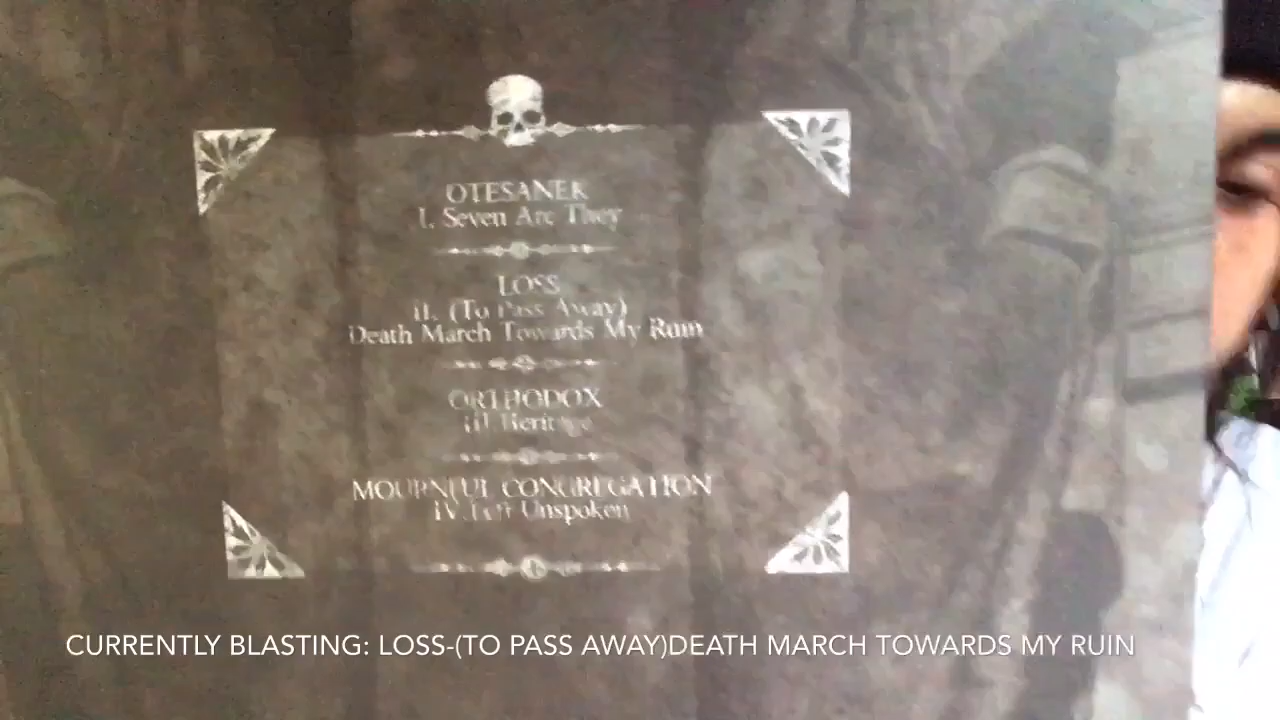 OTESANEK
I. Seven Are They
LOSS
II. (To Pass Away)
Death March Towards My Ruin
ORTHODOX
III. Heritage
MOURNFUL CONGREGATION
IV. Left Unspoken
CURRENTLY BLASTING: LOSS-(TO PASS AWAY)DEATH MARCH TOWARDS MY RUIN